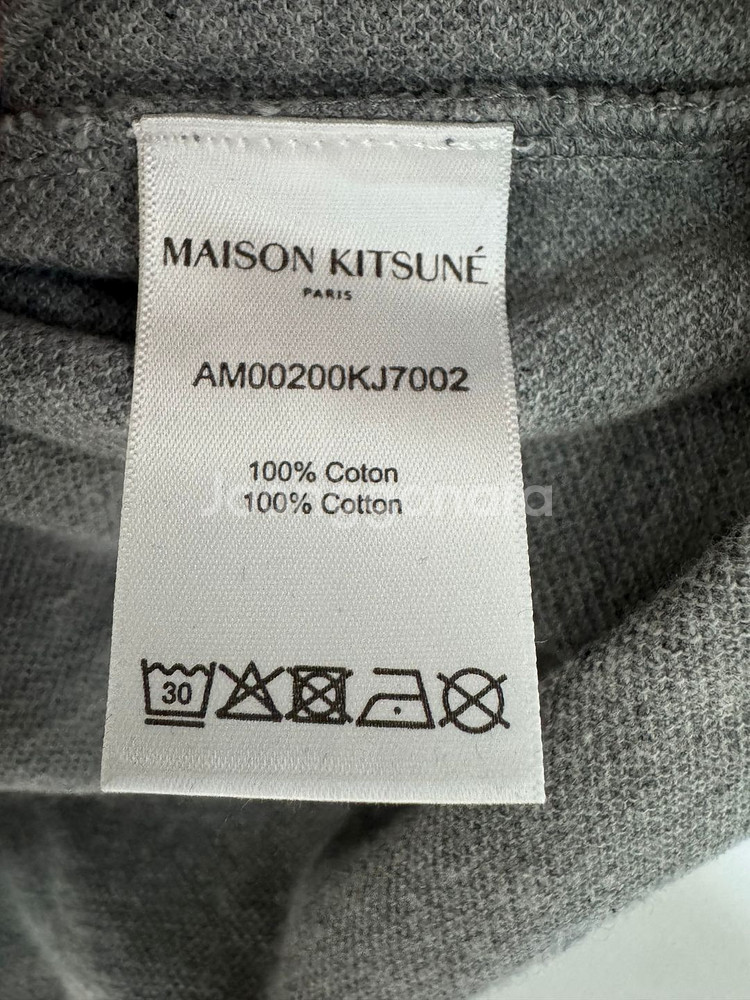 MAISON KITSUNÉ
PARIS
AM00200KJ7002
100% Coton
100% Cotton
30